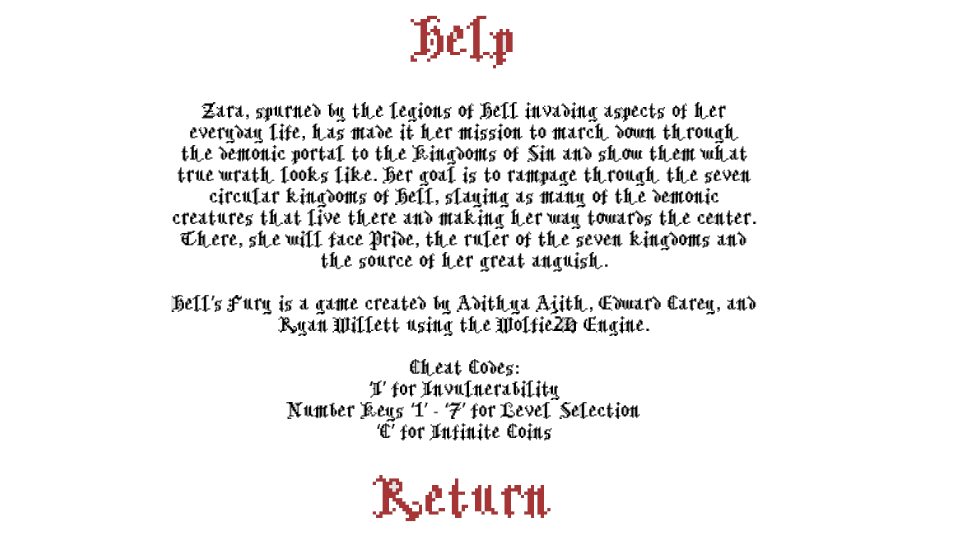 Help
Zara, spurned by the legions of Hell invading aspects of her
everyday life, has made it her mission to march down through
the demonic portal to the Kingdoms of Sin and show them what
true wrath looks like. Her goal is to rampage through the seven
circular kingdoms of Hell, slaying as many of the demonic
creatures that live there and making her way towards the center.
There, she will face Pride, the ruler of the seven kingdoms and
the source of her great anguish.
Hell's Fury is a game created by Adithya Ajith, Edward Carey, and
Ryan Willett using the Wolfie2D Engine.
Cheat Codes:
'I' for Invulnerability
Number Keys '1' - '7' for Level Selection
'C' for Infinite Coins
Return